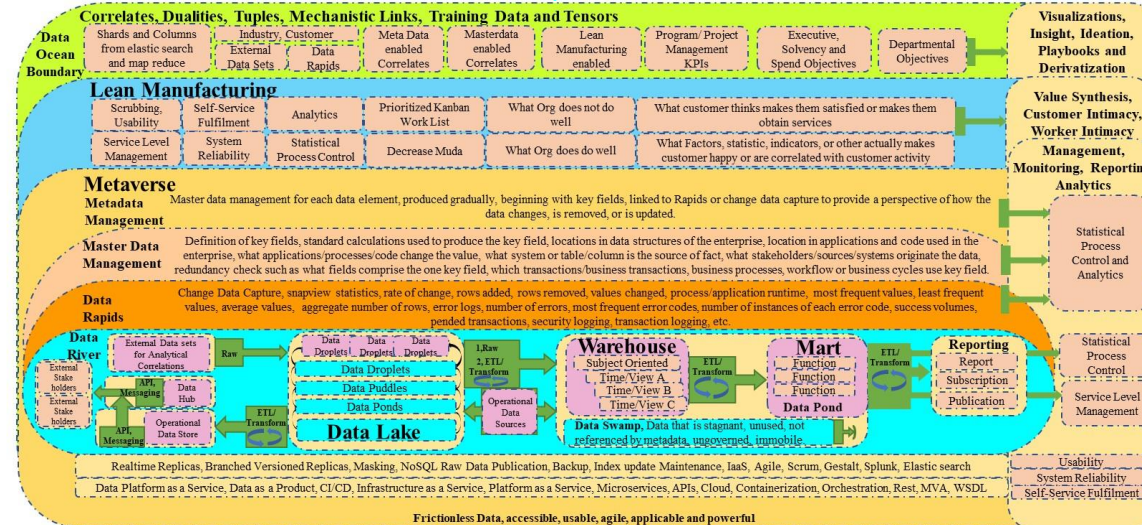 Correlates, Dualities, Tuples, Mechanistic Links, Training Data and Tensors
Data
Ocean
Boundary
Shards and Columns
from elastic search
and map reduce
Industry, Customer
External
Data Sets
Data
Rapids
Meta Data
enabled
Correlates
Masterdata
enabled
Correlates
Lean
Manufacturing
enabled
Program/ Project
Management
KPIs
Executive,
Solvency and
Spend Objectives
Departmental
Objectives
Visualizations,
Insight, Ideation,
Playbooks and
Derivatization
Lean Manufacturing
Scrubbing,
Usability
Self-Service
Fulfilment
Analytics
Prioritized Kanban
Work List
What Org does not do
well
What customer thinks makes them satisfied or makes them
obtain services
Service Level
Management
System
Reliability
Statistical
Process Control
Decrease Muda
What Org does do well
What Factors, statistic, indicators, or other actually makes
customer happy or are correlated with customer activity
Value Synthesis,
Customer Intimacy,
Worker Intimacy
Management,
Monitoring, Reporting
Analytics
Metaverse
Metadata
Management
Master data management for each data element, produced gradually, beginning with key fields, linked to Rapids or change data capture to provide a perspective of how the
data changes, is removed, or is updated.
Master Data
Management
Definition of key fields, standard calculations used to produce the key field, locations in data structures of the enterprise, location in applications and code used in the
enterprise, what applications/processes/code change the value, what system or table/column is the source of fact, what stakeholders/sources/systems originate the data,
redundancy check such as what fields comprise the one key field, which transactions/business transactions, business processes, workflow or business cycles use key field.
Statistical
Process
Control and
Analytics
Data
Rapids
Change Data Capture, snapview statistics, rate of change, rows added, rows removed, values changed, process/application runtime, most frequent values, least frequent
values, average values, aggregate number of rows, error logs, number of errors, most frequent error codes, number of instances of each error code, success volumes,
pended transactions, security logging, transaction logging, etc.
Data
River
External Data sets
for Analytical
Correlations
Raw
External
Stake
holders
External
Stake
holders
API,
Messaging
Data
Hub
API,
Messaging
Operational
Data Store
ETL/
Transform
Data
Droplets
Data
Droplets
Data
Droplets
Data Droplets
Data Puddles
Data Ponds
Data Lake
1,Raw
2, ETL/
Transform
Operational
Data
Sources
Warehouse
Subject Oriented
Time/View A
Time/View B
Time/View C
ETL/
Transform
Mart
Function
Function
Function
Data Pond
ETL/
Transform
Reporting
Report
Subscription
Publication
Data Swamp, Data that is stagnant, unused, not
referenced by metadata, ungoverned, immobile
Statistical
Process
Control
Service Level
Management
Realtime Replicas, Branched Versioned Replicas, Masking, NoSQL Raw Data Publication, Backup, Index update Maintenance, IaaS, Agile, Scrum, Gestalt, Splunk, Elastic search
Data Platform as a Service, Data as a Product, CI/CD, Infrastructure as a Service, Platform as a Service, Microservices, APIs, Cloud, Containerization, Orchestration, Rest, MVA, WSDL
Usability
System Reliability
Self-Service Fulfilment
Frictionless Data, accessible, usable, agile, applicable and powerful